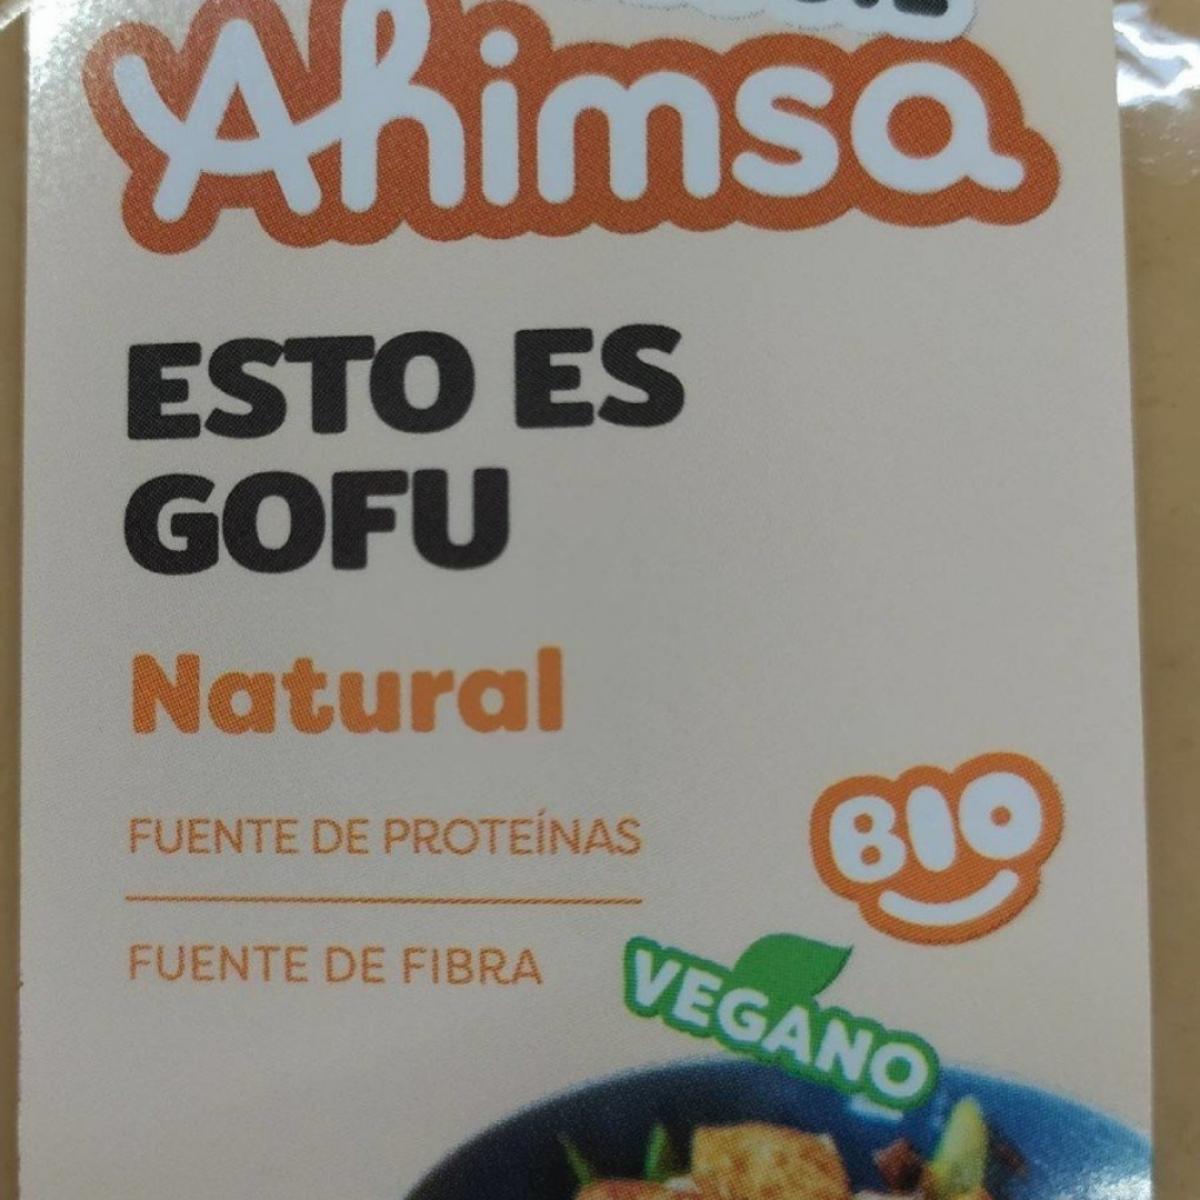 Ahimsa
ESTO ES
GOFU
Natural
FUENTE DE PROTEÍNAS
BIO
FUENTE DE FIBRA
VEGANO